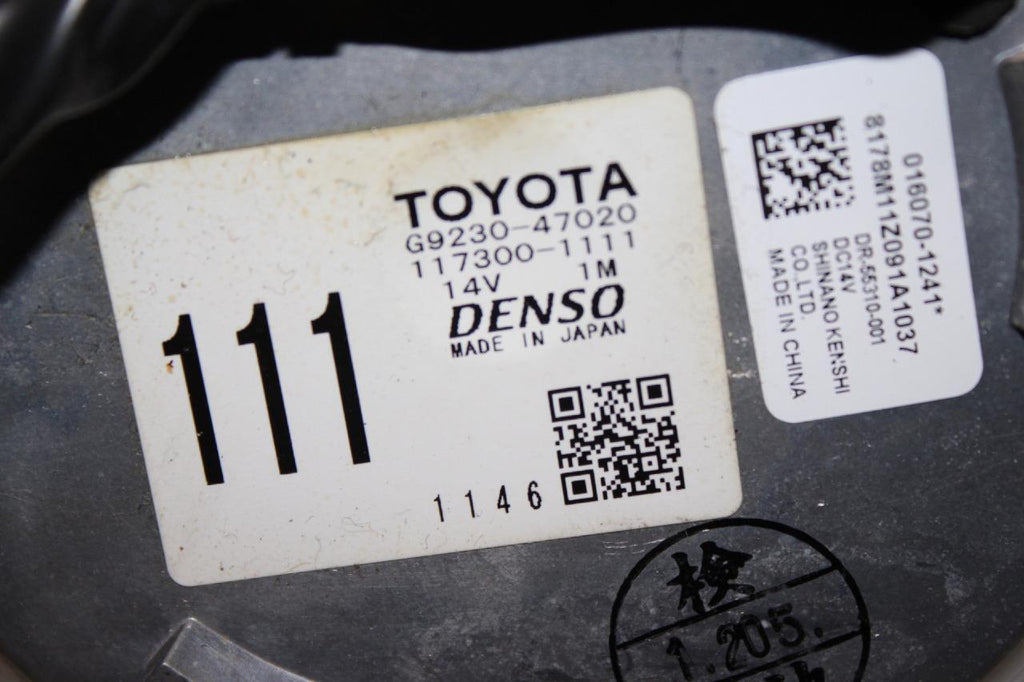 TOYOTA
G9230-47020
117300-1111
14V 1M
DENSO
MADE IN JAPAN
111
1146
016070-1241*
8178M11Z091A1037
DR-55310-001
DC14V
SHINANO KENSHI
CO.,LTD.
MADE IN CHINA
検
1.205.